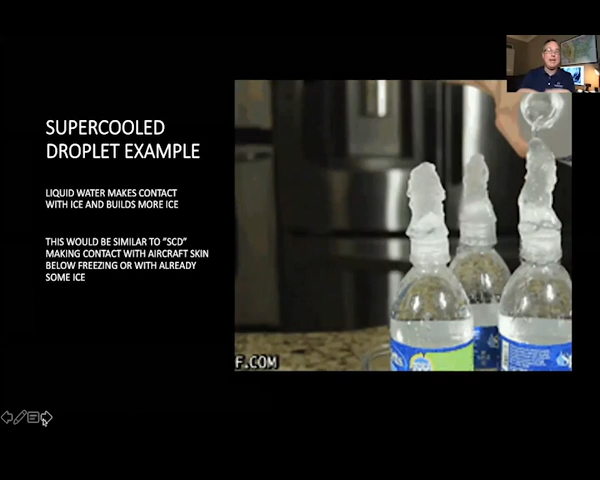 SUPERCOOLED
DROPLET EXAMPLE
LIQUID WATER MAKES CONTACT
WITH ICE AND BUILDS MORE ICE
THIS WOULD BE SIMILAR TO "SCD"
MAKING CONTACT WITH AIRCRAFT SKIN
BELOW FREEZING OR WITH ALREADY
SOME ICE
F.COM